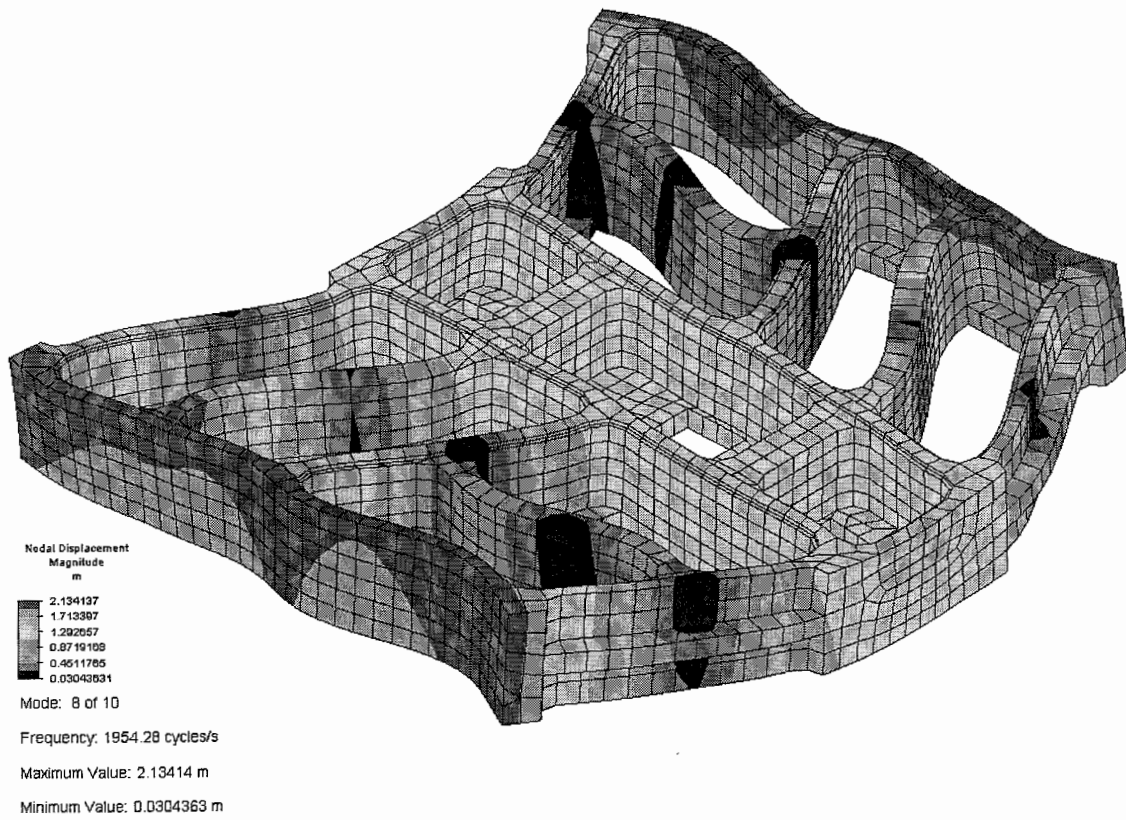 Nodal Displacement
Magnitude
m
2.134137
1.713397
1.292657
0.8719168
0.4511765
0.03043631
Mode: 8 of 10
Frequency: 1954.28 cycles/s
Maximum Value: 2.13414 m
Minimum Value: 0.0304363 m